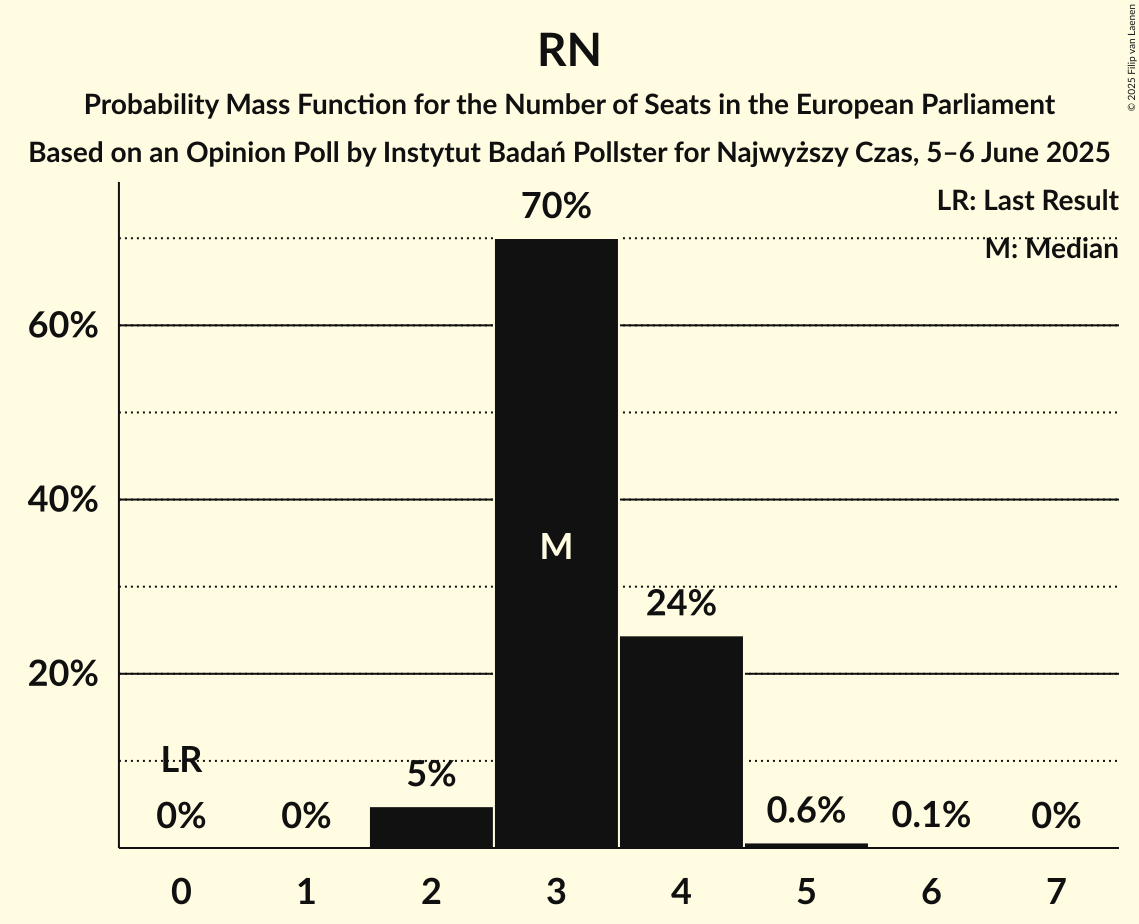 RN
Probability Mass Function for the Number of Seats in the European Parliament
Based on an Opinion Poll by Instytut Badań Pollster for Najwyższy Czas, 5–6 June 2025
© 2025 Filip van Laenen
LR: Last Result
M: Median
70%
60%
40%
M
24%
20%
LR
5%
0%
0%
0.6%
0.1%
0%
0 1 2 3 4 5 6 7